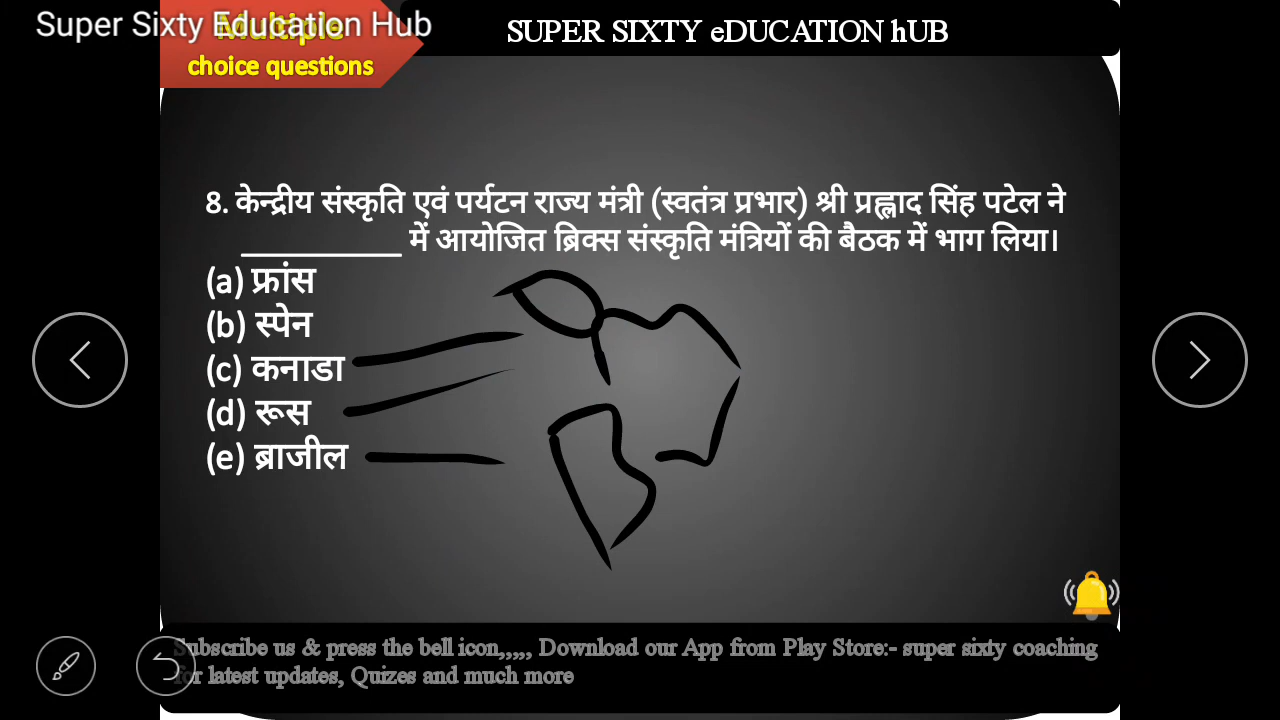 Super Sixty Education Hub
Multiple
choice questions
SUPER SIXTY eDUCATION hUB
8. केन्द्रीय संस्कृति एवं पर्यटन राज्य मंत्री (स्वतंत्र प्रभार) श्री प्रह्लाद सिंह पटेल ने
__________ में आयोजित ब्रिक्स संस्कृति मंत्रियों की बैठक में भाग लिया।
(a) फ्रांस
(b) स्पेन
(c) कनाडा
(d) रूस
(e) ब्राजील
Subscribe us & press the bell icon,,,,, Download our App from Play Store:- super sixty coaching
for latest updates, Quizes and much more